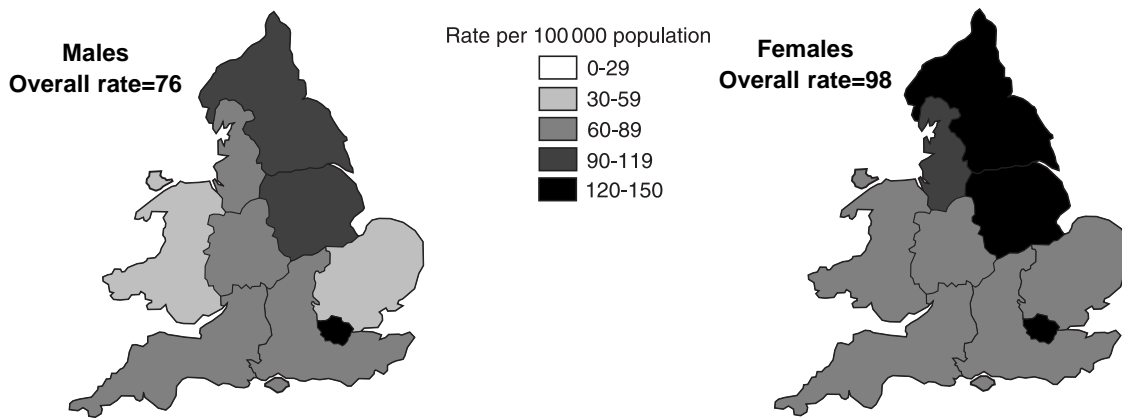 Males
Overall rate=76
Rate per 100 000 population
0-29
30-59
60-89
90-119
120-150
Females
Overall rate=98